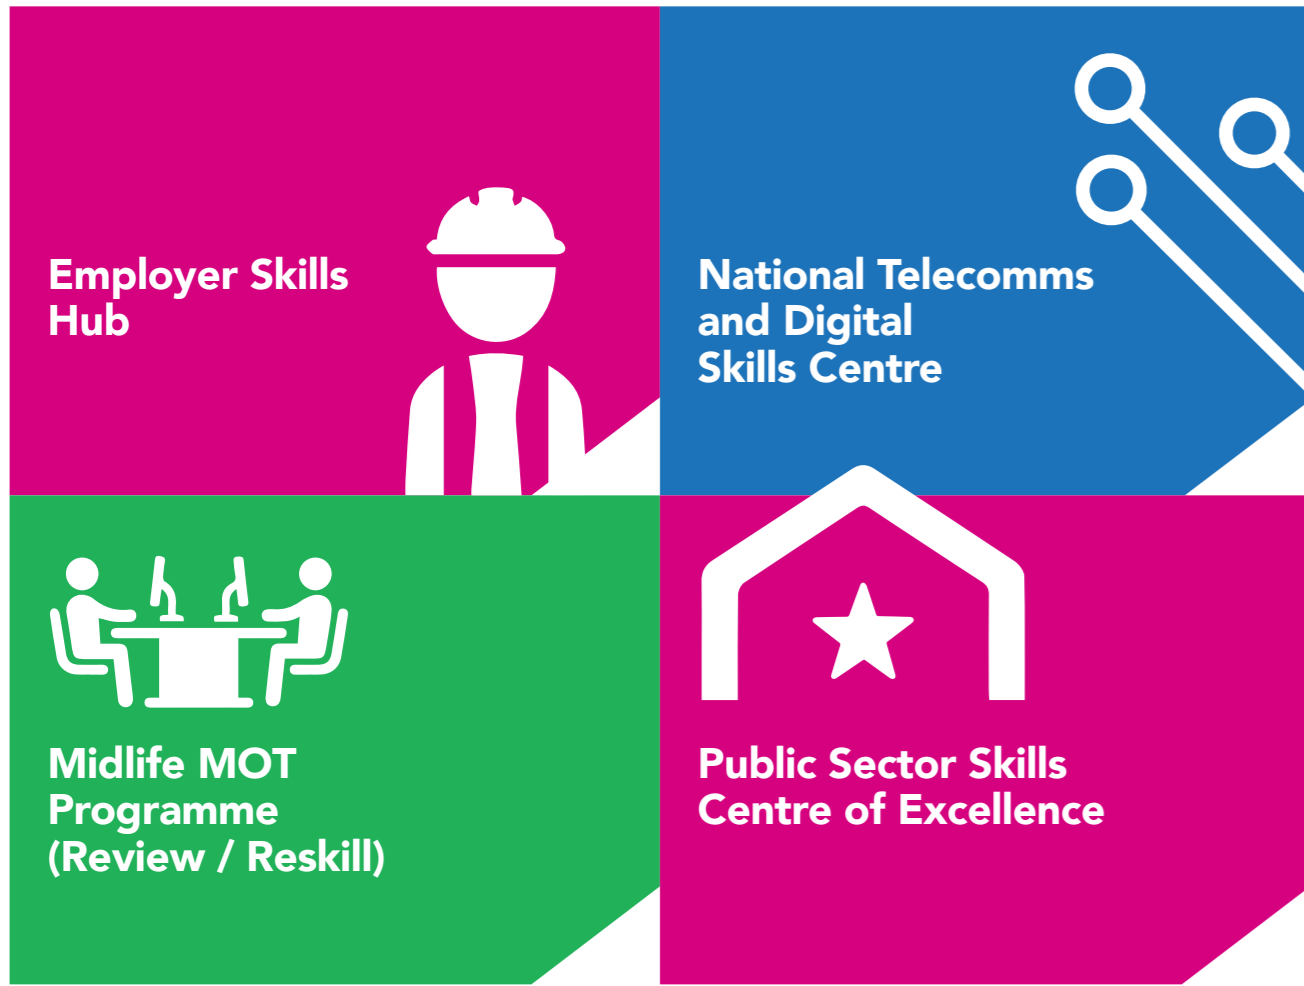 Employer Skills
Hub
National Telecomms
and Digital
Skills Centre
Midlife MOT
Programme
(Review / Reskill)
Public Sector Skills
Centre of Excellence